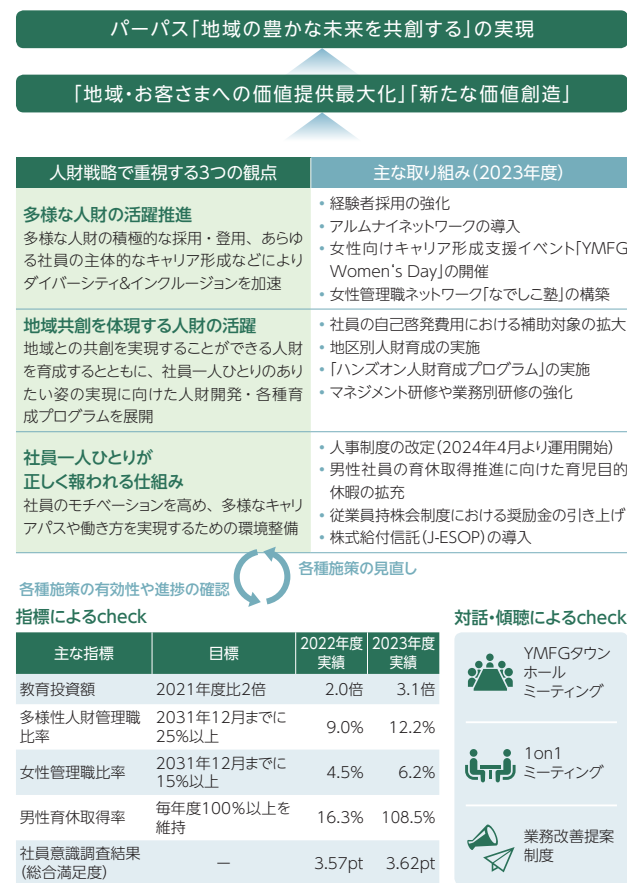 パーパス「地域の豊かな未来を共創する」の実現
「地域・お客さまへの価値提供最大化」「新たな価値創造」
人財戦略で重視する3つの観点
主な取り組み（2023年度）
多様な人財の活躍推進
多様な人財の積極的な採用・登用、あらゆ
る社員の主体的なキャリア形成などにより
ダイバーシティ&インクルージョンを加速
• 経験者採用の強化
• アルムナイネットワークの導入
• 女性向けキャリア形成支援イベント「YMFG
Women's Day」の開催
• 女性管理職ネットワーク「なでしこ塾」の構築
地域共創を体現する人財の活躍
地域との共創を実現することができる人財
を育成するとともに、社員一人ひとりのあり
たい姿の実現に向けた人財開発・各種育
成プログラムを展開
• 社員の自己啓発費用における補助対象の拡大
• 地区別人財育成の実施
• 「ハンズオン人財育成プログラム」の実施
• マネジメント研修や業務別研修の強化
社員一人ひとりが
正しく報われる仕組み
社員のモチベーションを高め、多様なキャリ
アパスや働き方を実現するための環境整備
• 人事制度の改定（2024年4月より運用開始）
• 男性社員の育休取得推進に向けた育児目的
休暇の拡充
• 従業員持株会制度における奨励金の引き上げ
• 株式給付信託（J-ESOP）の導入
各種施策の見直し
各種施策の有効性や進捗の確認
指標によるcheck
主な指標 目標 2022年度 2023年度
実績 実績
教育投資額 2021年度比2倍 2.0倍 3.1倍
多様性人財管理職 2031年12月までに
比率 25%以上 9.0% 12.2%
女性管理職比率 2031年12月までに
15%以上 4.5% 6.2%
男性育休取得率 毎年度100%以上を
維持 16.3% 108.5%
社員意識調査結果
（総合満足度） ー 3.57pt 3.62pt
対話・傾聴によるcheck
YMFGタウン
ホール
ミーティング
1on1
ミーティング
業務改善提案
制度